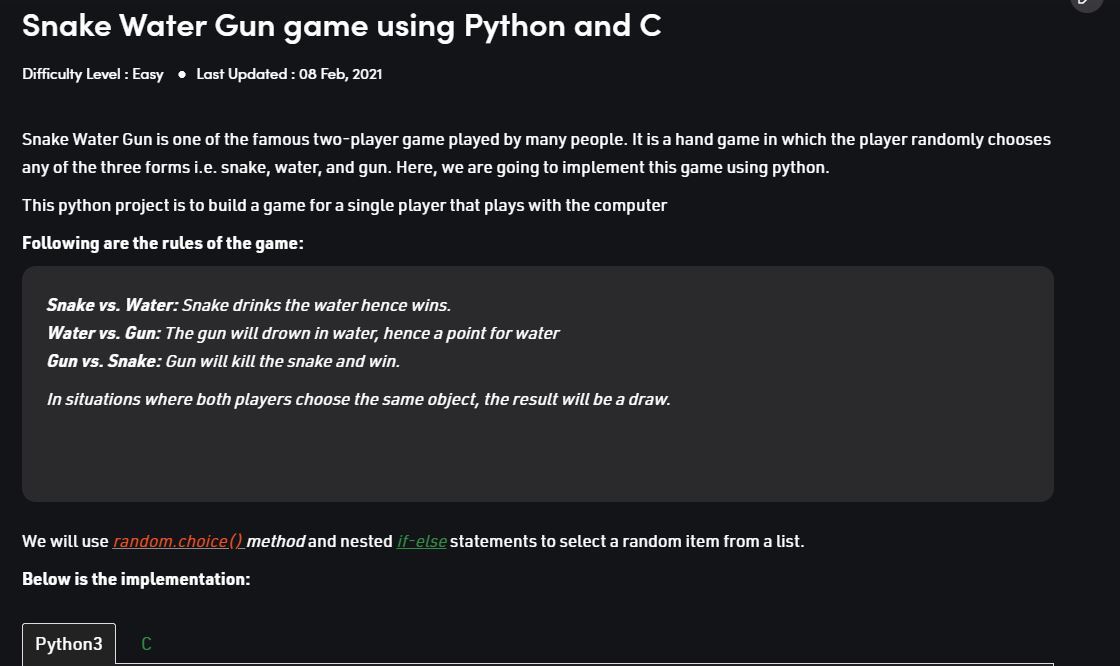 Snake Water Gun game using Python and C
Difficulty Level : Easy ● Last Updated : 08 Feb, 2021
Snake Water Gun is one of the famous two-player game played by many people. It is a hand game in which the player randomly chooses
any of the three forms i.e. snake, water, and gun. Here, we are going to implement this game using python.
This python project is to build a game for a single player that plays with the computer
Following are the rules of the game:
Snake vs. Water: Snake drinks the water hence wins.
Water vs. Gun: The gun will drown in water, hence a point for water
Gun vs. Snake: Gun will kill the snake and win.
In situations where both players choose the same object, the result will be a draw.
We will use random.choice() method and nested if-else statements to select a random item from a list.
Below is the implementation:
Python3 C